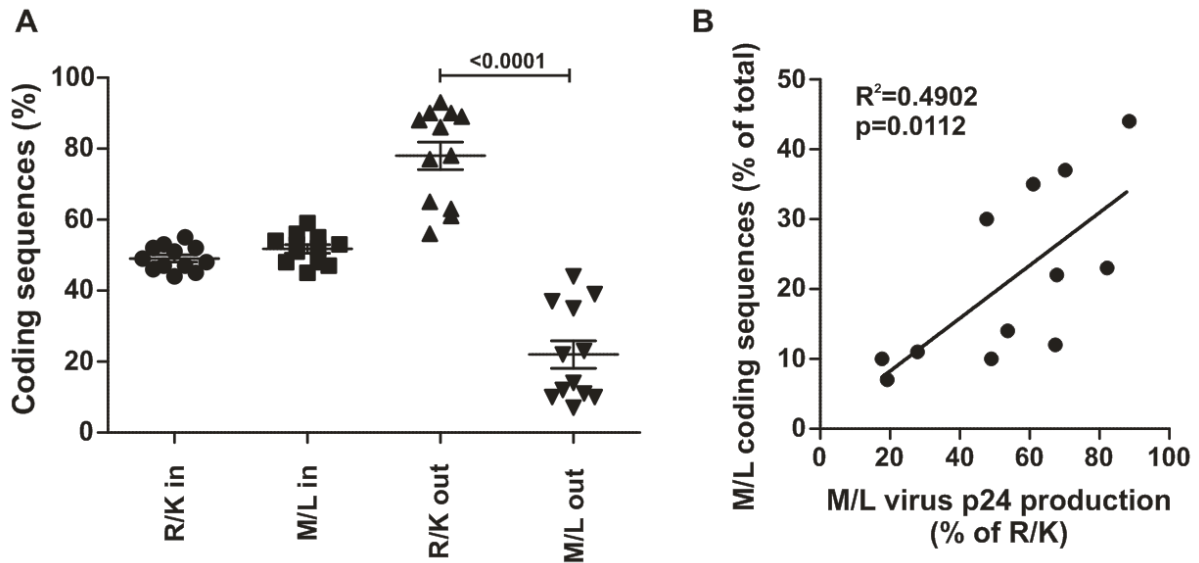 A
Coding sequences (%)
100
80
60
40
20
0
<0.0001
R/K in
M/L in
R/K out
M/L out
B
M/L coding sequences (% of total)
50
40
30
20
10
0
R²=0.4902
p=0.0112
0 20 40 60 80 100
M/L virus p24 production
(% of R/K)